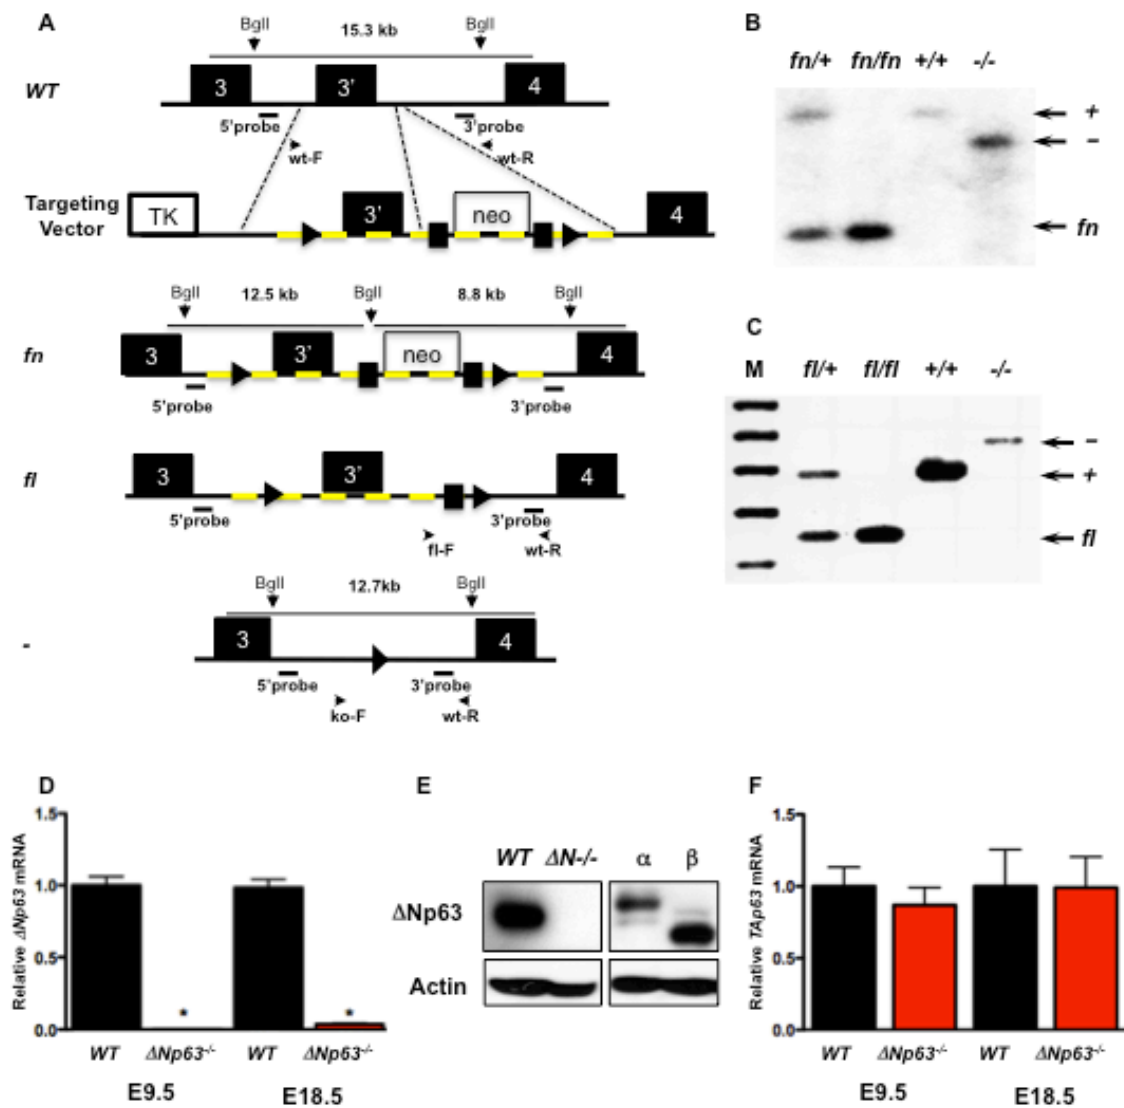 A
BglI 15.3 kb BglI
WT 3 3' 4
5'probe 3'probe
wt-F wt-R
Targeting Vector TK 3' neo 4
BglI 12.5 kb BglI 8.8 kb BglI
fn 3 3' neo 4
5'probe 3'probe
fl 3 3' 4
5'probe 3'probe
fl-F wt-R
BglI 12.7kb BglI
- 3 4
5'probe 3'probe
ko-F wt-R
B
fn/+ fn/fn +/+ -/-
+
–
fn
C
M fl/+ fl/fl +/+ -/-
–
+
fl
D
Relative ΔNp63 mRNA
1.5
1.0
0.5
0.0
* *
WT ΔNp63-/- WT ΔNp63-/-
E9.5 E18.5
E
WT ΔN-/- α β
ΔNp63
Actin
F
Relative TAp63 mRNA
1.5
1.0
0.5
0.0
WT ΔNp63-/- WT ΔNp63-/-
E9.5 E18.5